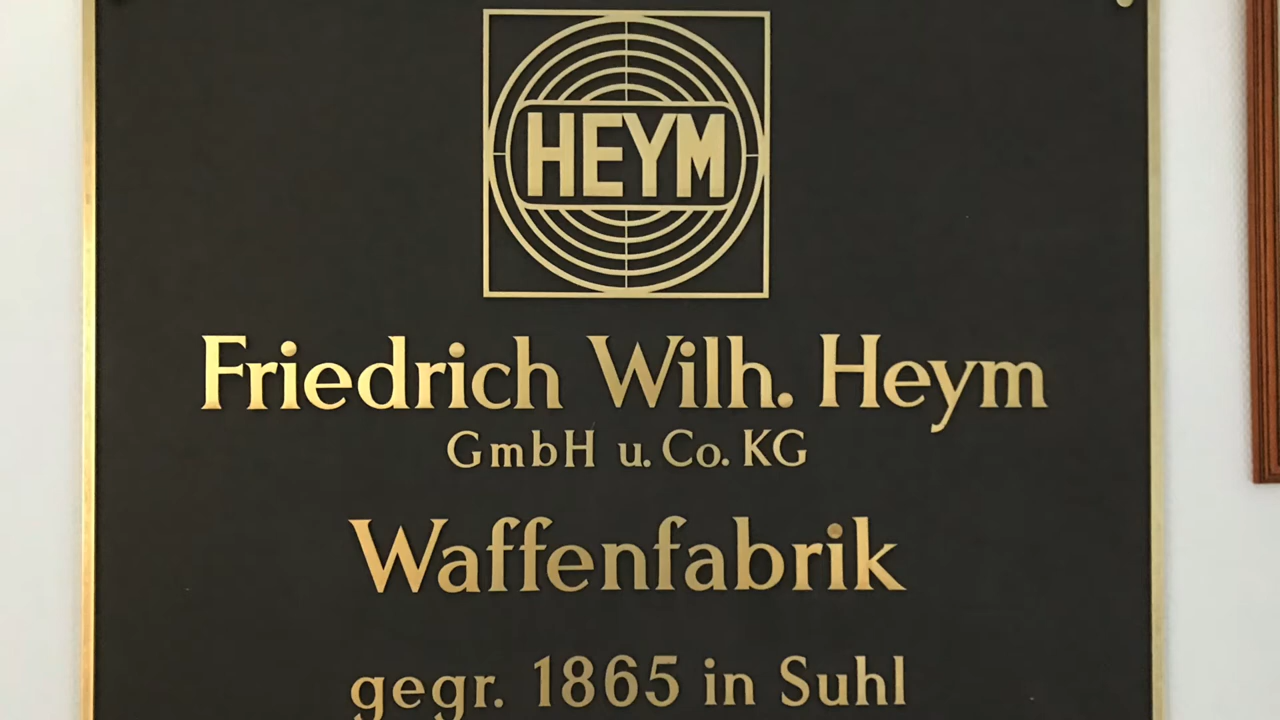 HEYM
Friedrich Wilh. Heym
GmbH u. Co. KG
Waffenfabrik
gegr. 1865 in Suhl